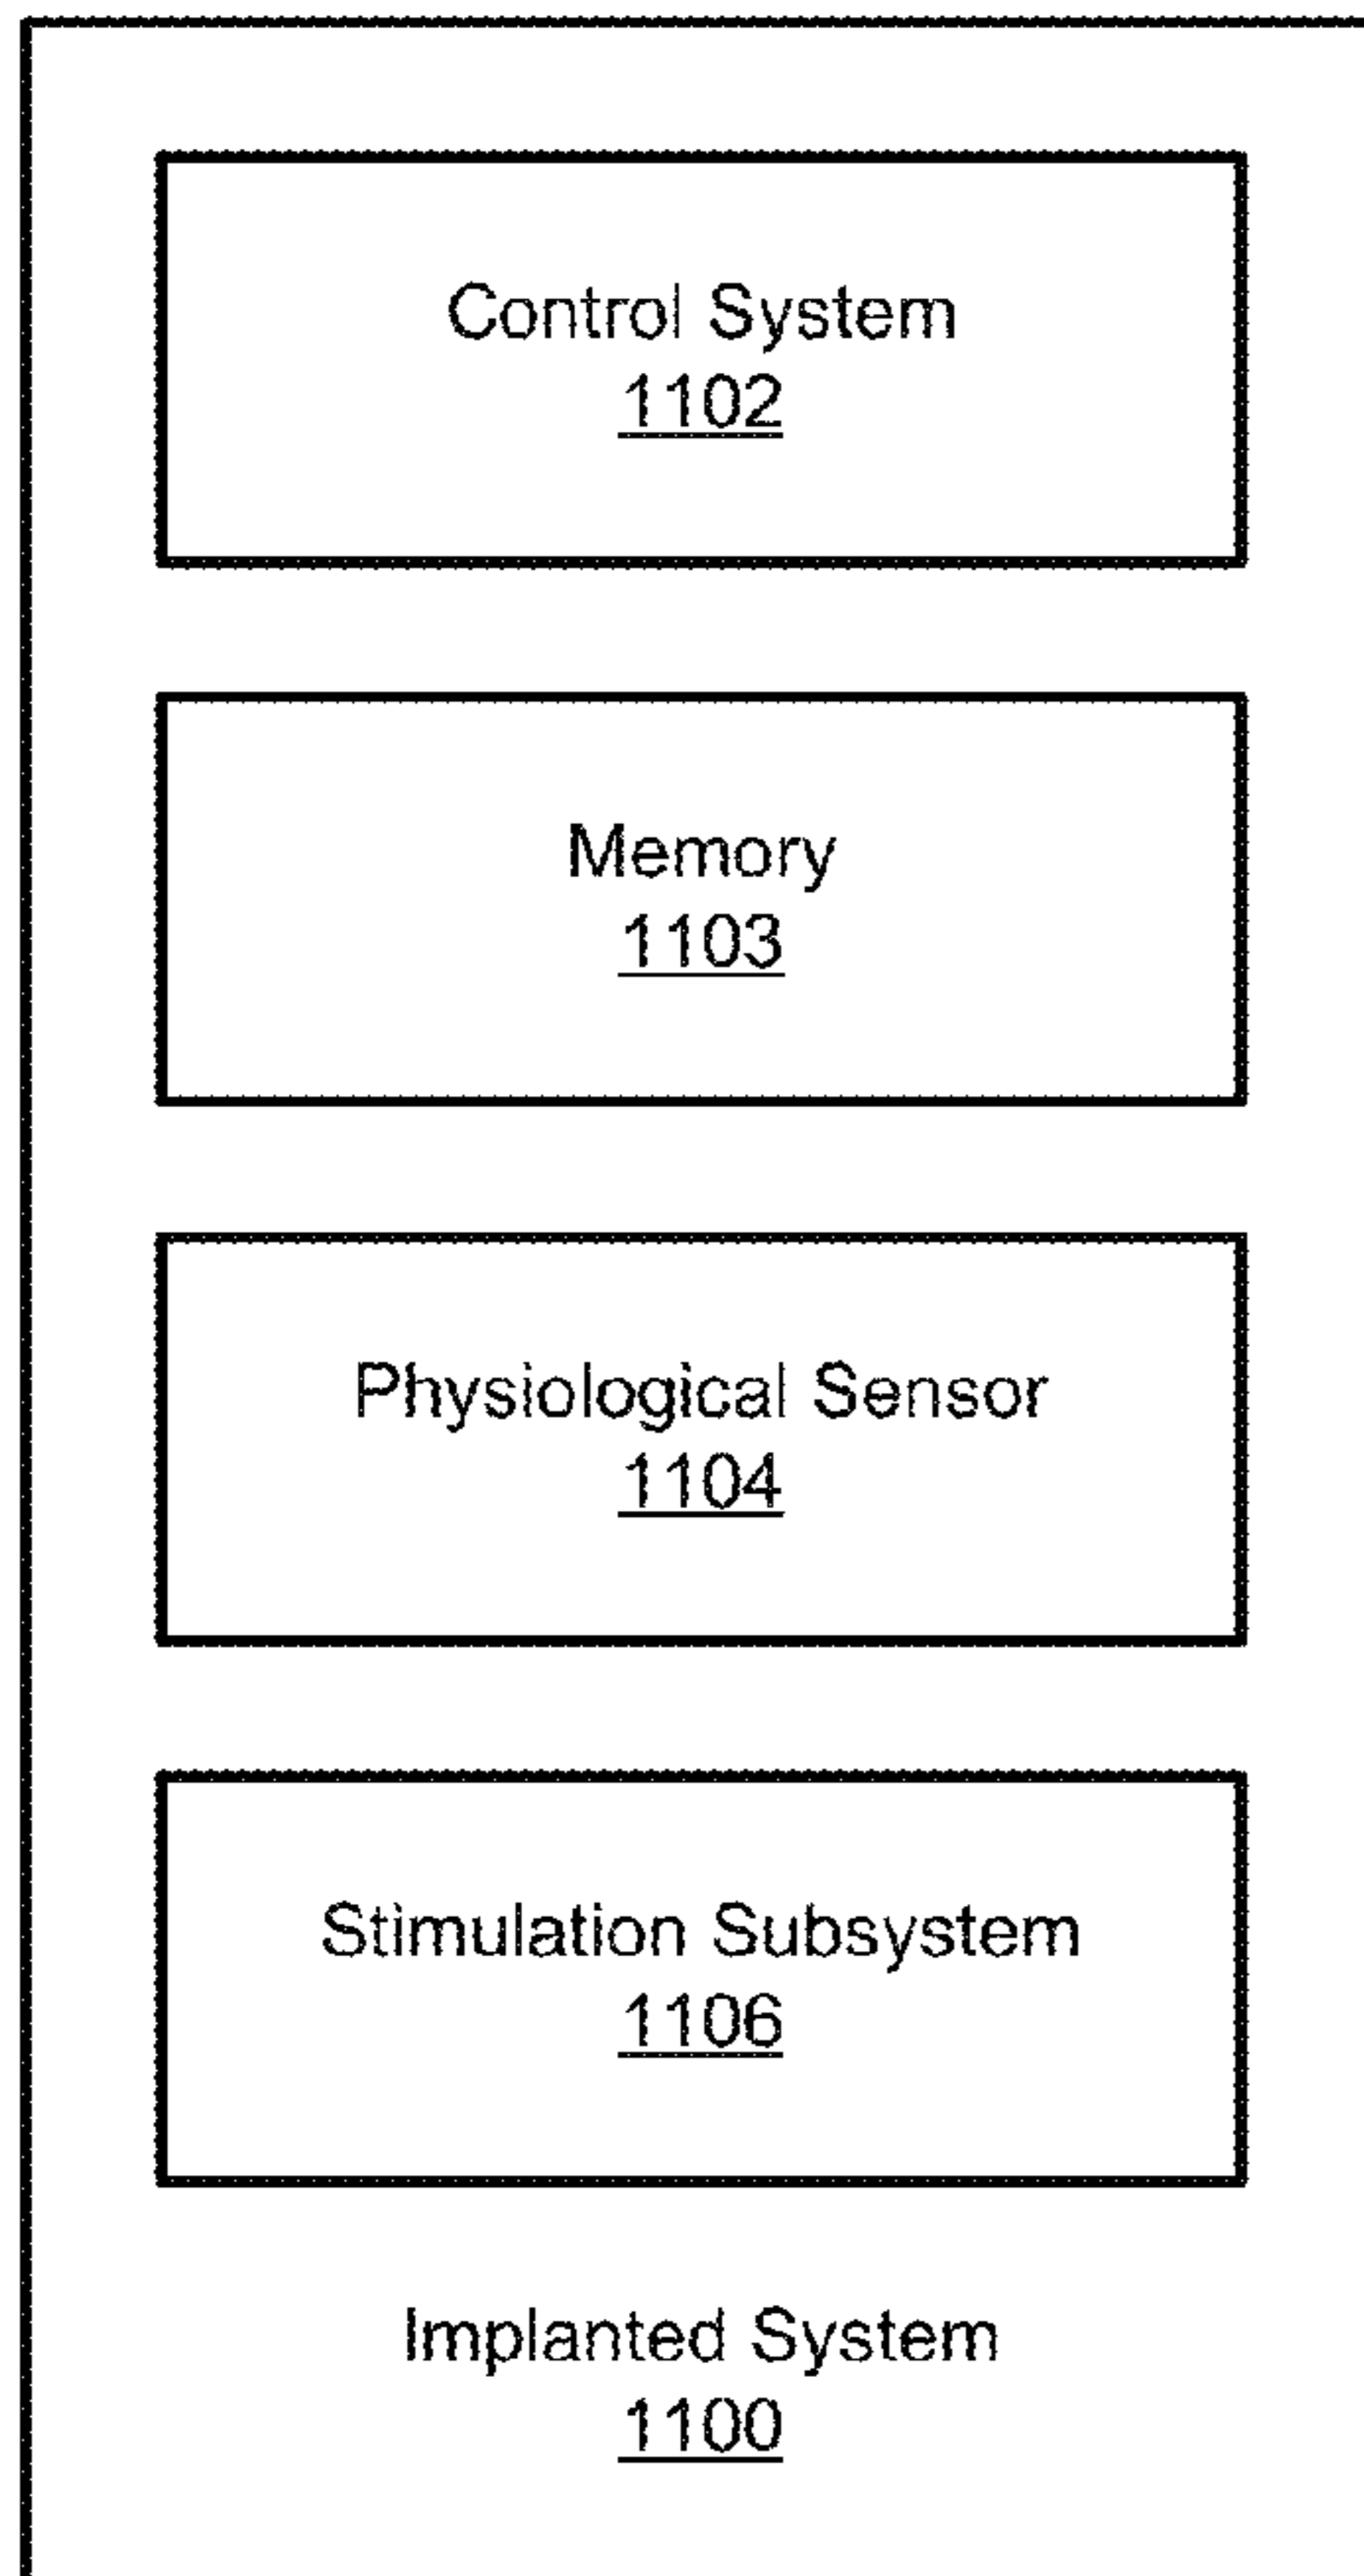 Control System
1102
Memory
1103
Physiological Sensor
1104
Stimulation Subsystem
1106
Implanted System
1100